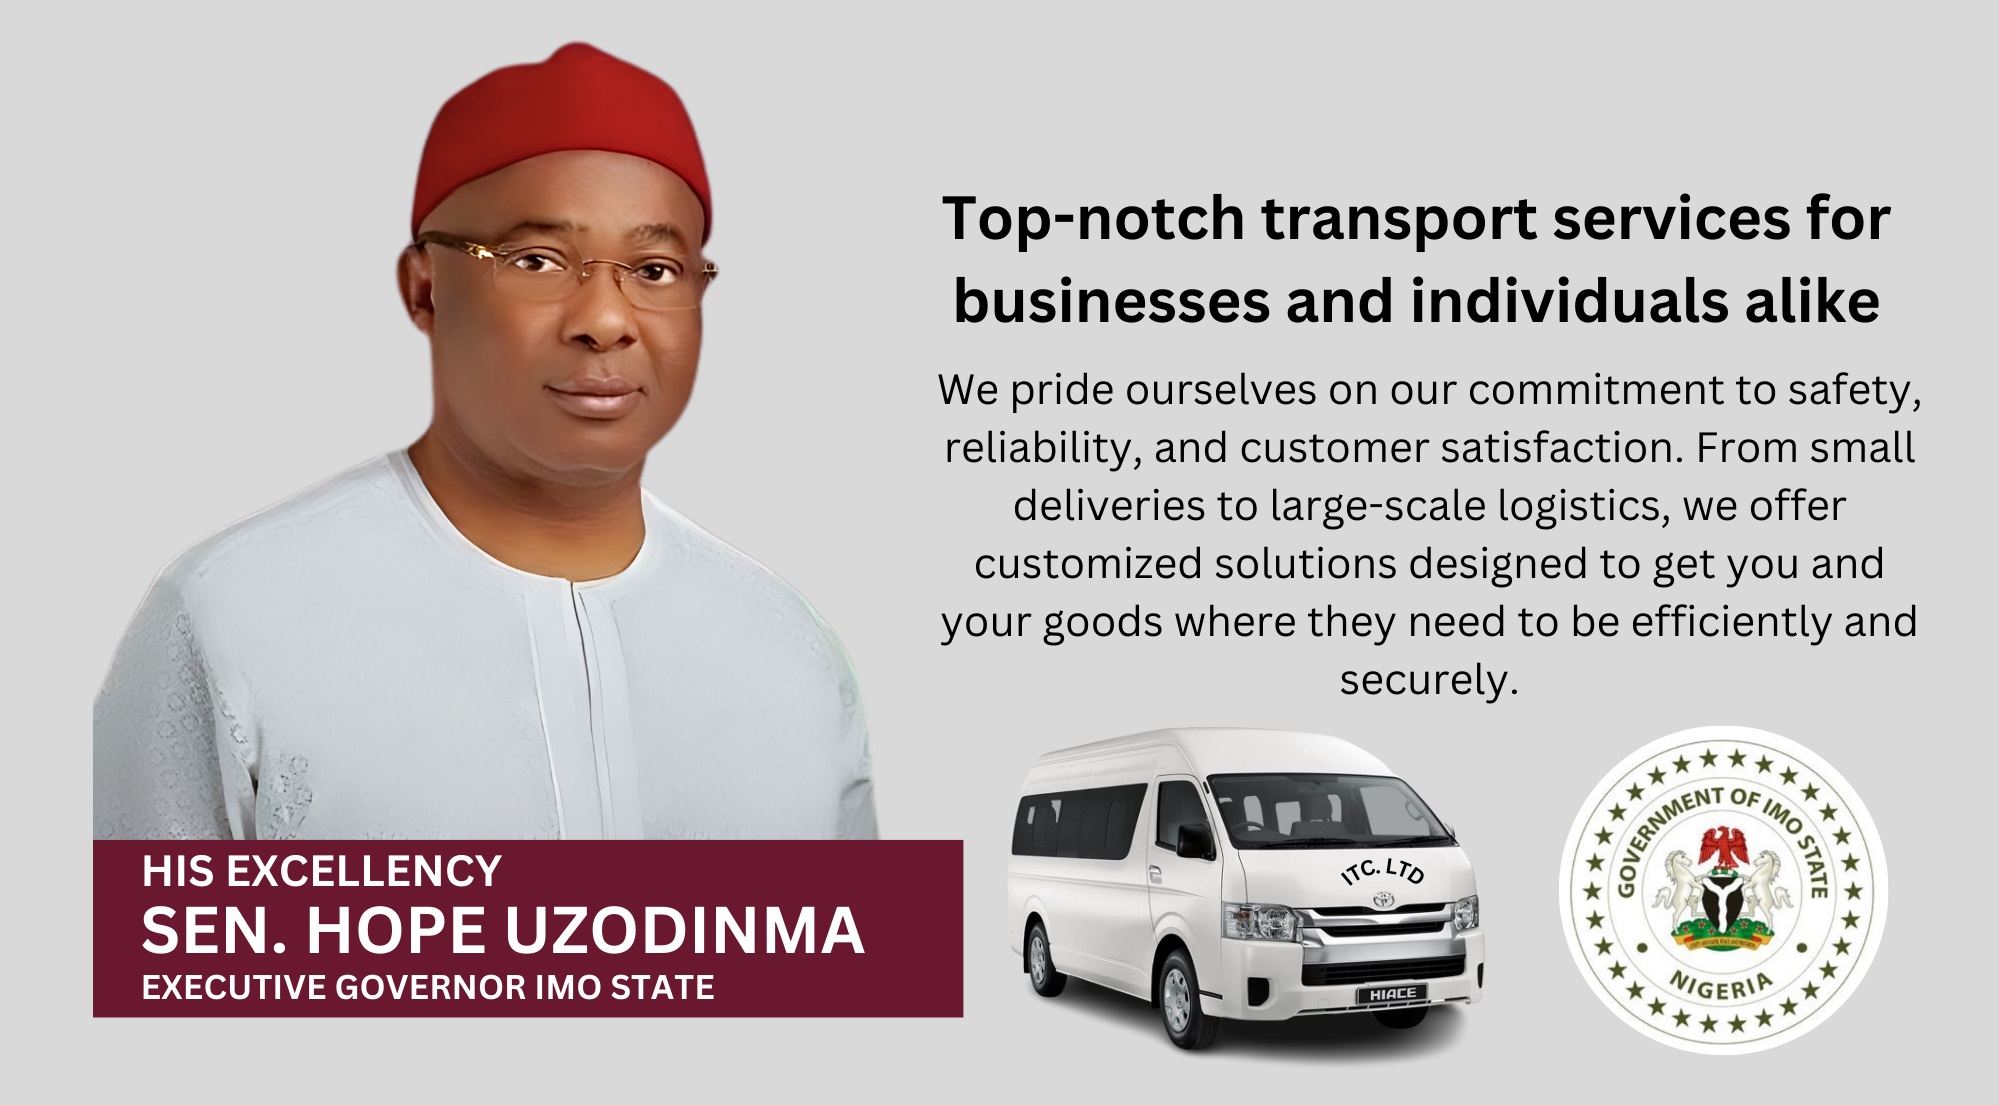 Top-notch transport services for
businesses and individuals alike
We pride ourselves on our commitment to safety,
reliability, and customer satisfaction. From small
deliveries to large-scale logistics, we offer
customized solutions designed to get you and
your goods where they need to be efficiently and
securely.
HIS EXCELLENCY
SEN. HOPE UZODINMA
EXECUTIVE GOVERNOR IMO STATE
ITC. LTD
HIACE
GOVERNMENT OF IMO STATE
NIGERIA